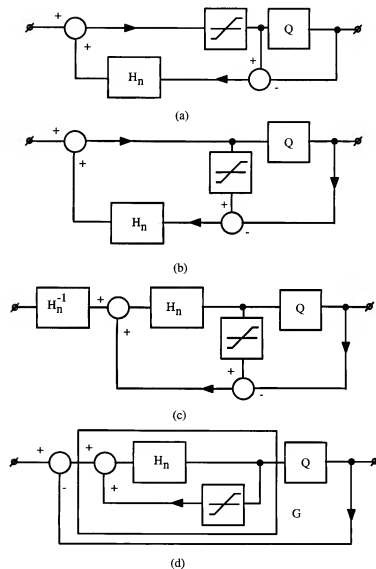 + Q
+ + -
Hn
(a)
+ Q
+
+ -
Hn
(b)
Hn^-1 + Hn Q
+
+ -
(c)
+ + Hn Q
- +
G
(d)